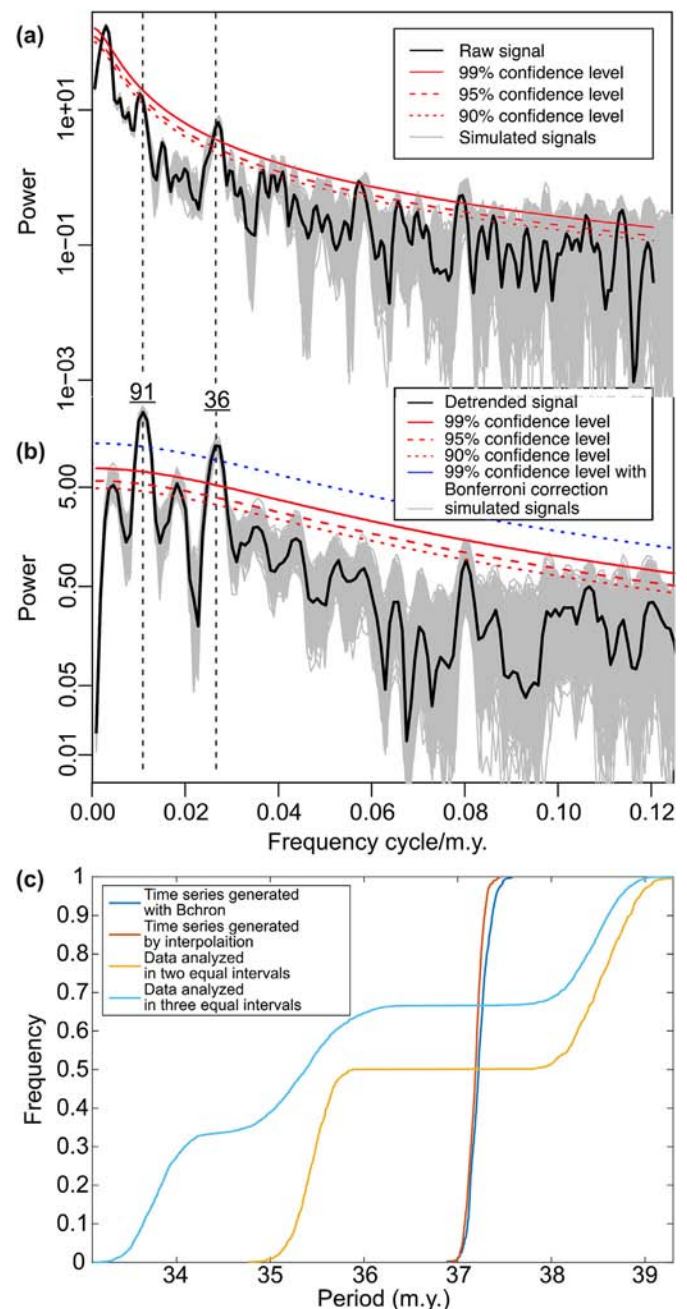 (a)
Raw signal
99% confidence level
95% confidence level
90% confidence level
Simulated signals
Power
1e+01
1e-01
1e-03
91
36
(b)
Detrended signal
99% confidence level
95% confidence level
90% confidence level
99% confidence level with
Bonferroni correction
simulated signals
Power
5.00
0.50
0.05
0.01
0.00
0.02
0.04
0.06
0.08
0.10
0.12
Frequency cycle/m.y.
(c)
Time series generated
with Bchron
Time series generated
by interpolaition
Data analyzed
in two equal intervals
Data analyzed
in three equal intervals
Frequency
1
0.9
0.8
0.7
0.6
0.5
0.4
0.3
0.2
0.1
0
34
35
36
37
38
39
Period (m.y.)